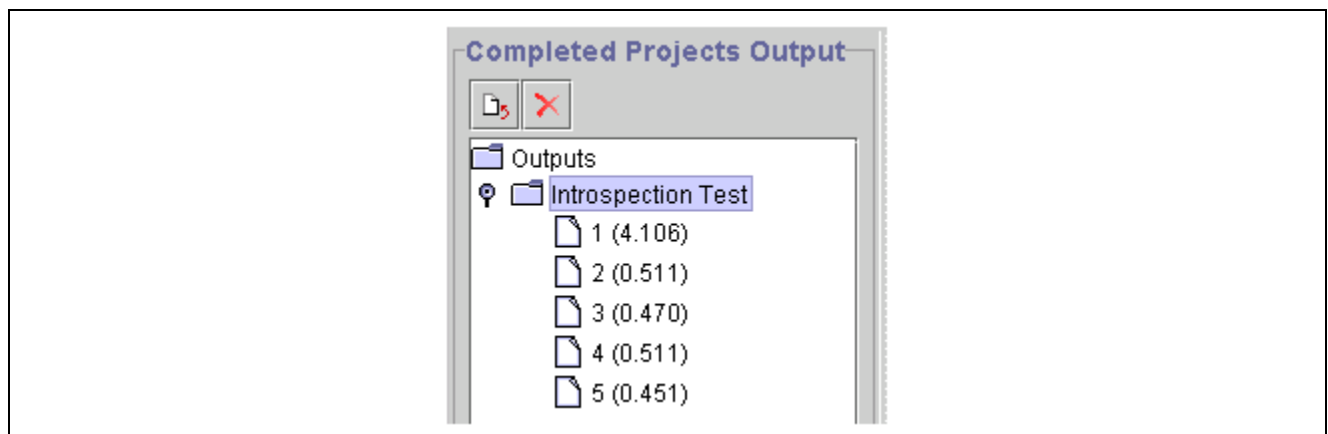 Completed Projects Output
Outputs
Introspection Test
1 (4.106)
2 (0.511)
3 (0.470)
4 (0.511)
5 (0.451)